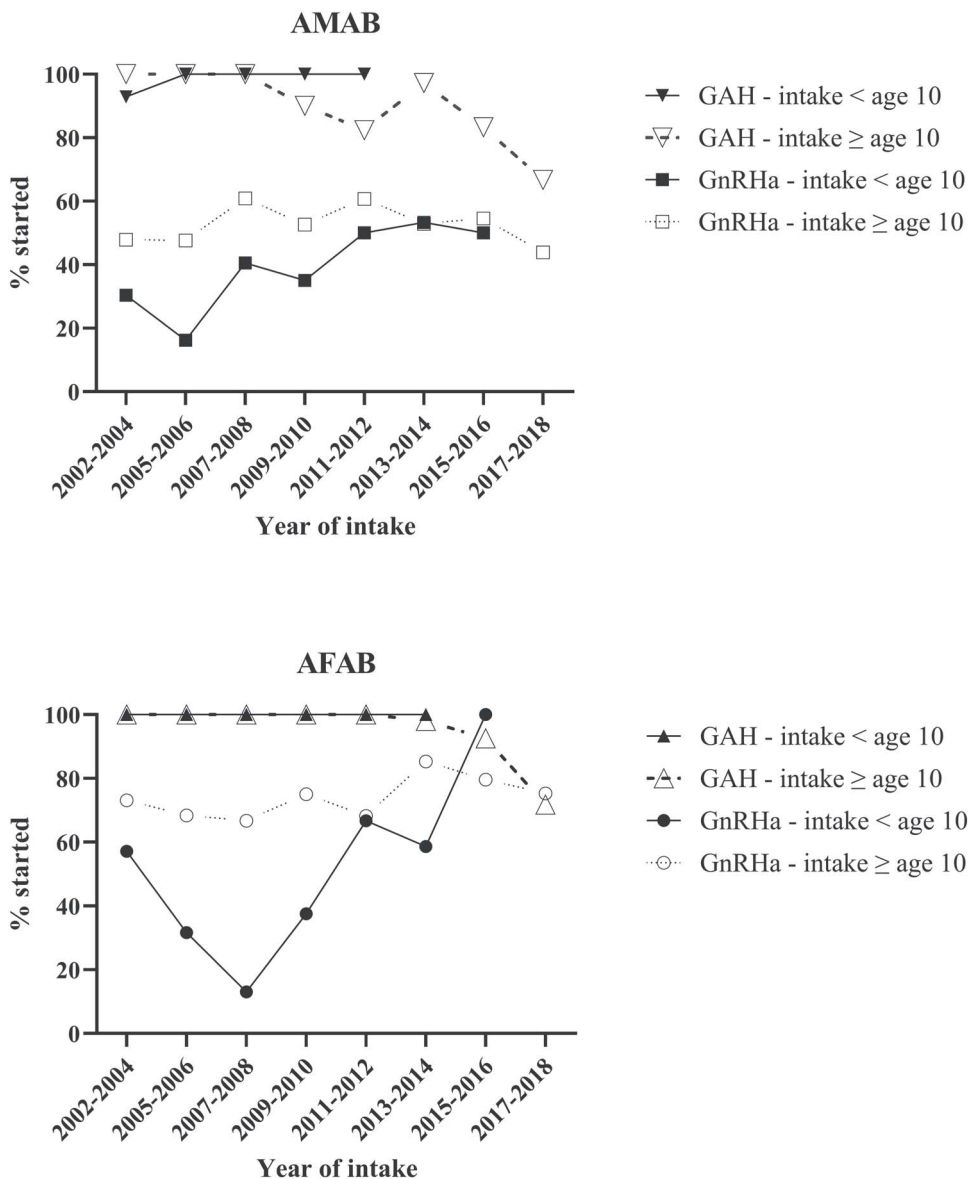 AMAB
100
80
60
40
20
0
% started
2002-2004
2005-2006
2007-2008
2009-2010
2011-2012
2013-2014
2015-2016
2017-2018
Year of intake
GAH - intake < age 10
GAH - intake ≥ age 10
GnRHa - intake < age 10
GnRHa - intake ≥ age 10
AFAB
100
80
60
40
20
0
% started
2002-2004
2005-2006
2007-2008
2009-2010
2011-2012
2013-2014
2015-2016
2017-2018
Year of intake
GAH - intake < age 10
GAH - intake ≥ age 10
GnRHa - intake < age 10
GnRHa - intake ≥ age 10